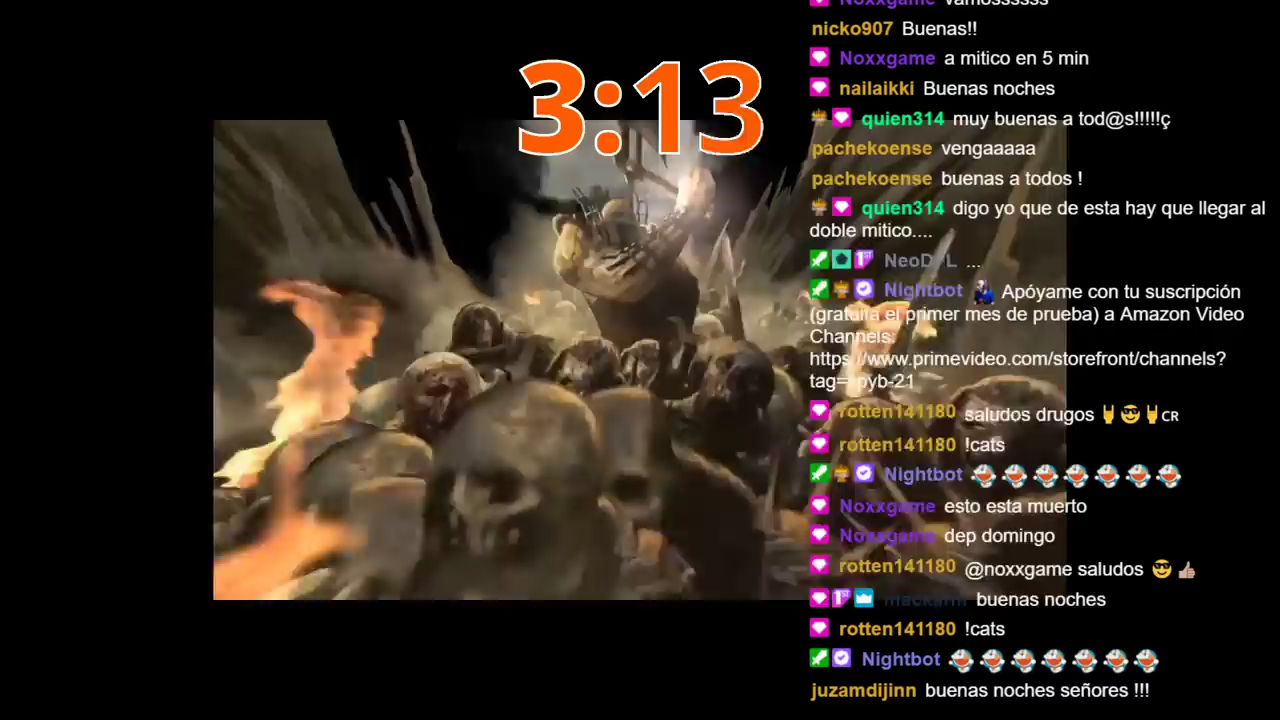 3:13
Noxxgame vamosssss
nicko907 Buenas!!
Noxxgame a mitico en 5 min
nailaikki Buenas noches
quien314 muy buenas a tod@s!!!!!ç
pachekoense vengaaaaa
pachekoense buenas a todos !
quien314 digo yo que de esta hay que llegar al
doble mitico....
...
Nightbot Apóyame con tu suscripción
(gratuita el primer mes de prueba) a Amazon Video
Channels:
https://www.primevideo.com/storefront/channels?
rotten141180 saludos drugos 🤘😎🤘CR
rotten141180 !cats
Nightbot
Noxxgame esto esta muerto
Noxxgame dep domingo
rotten141180 @noxxgame saludos 😎👍🏼
buenas noches
rotten141180 !cats
Nightbot
juzamdijinn buenas noches señores !!!